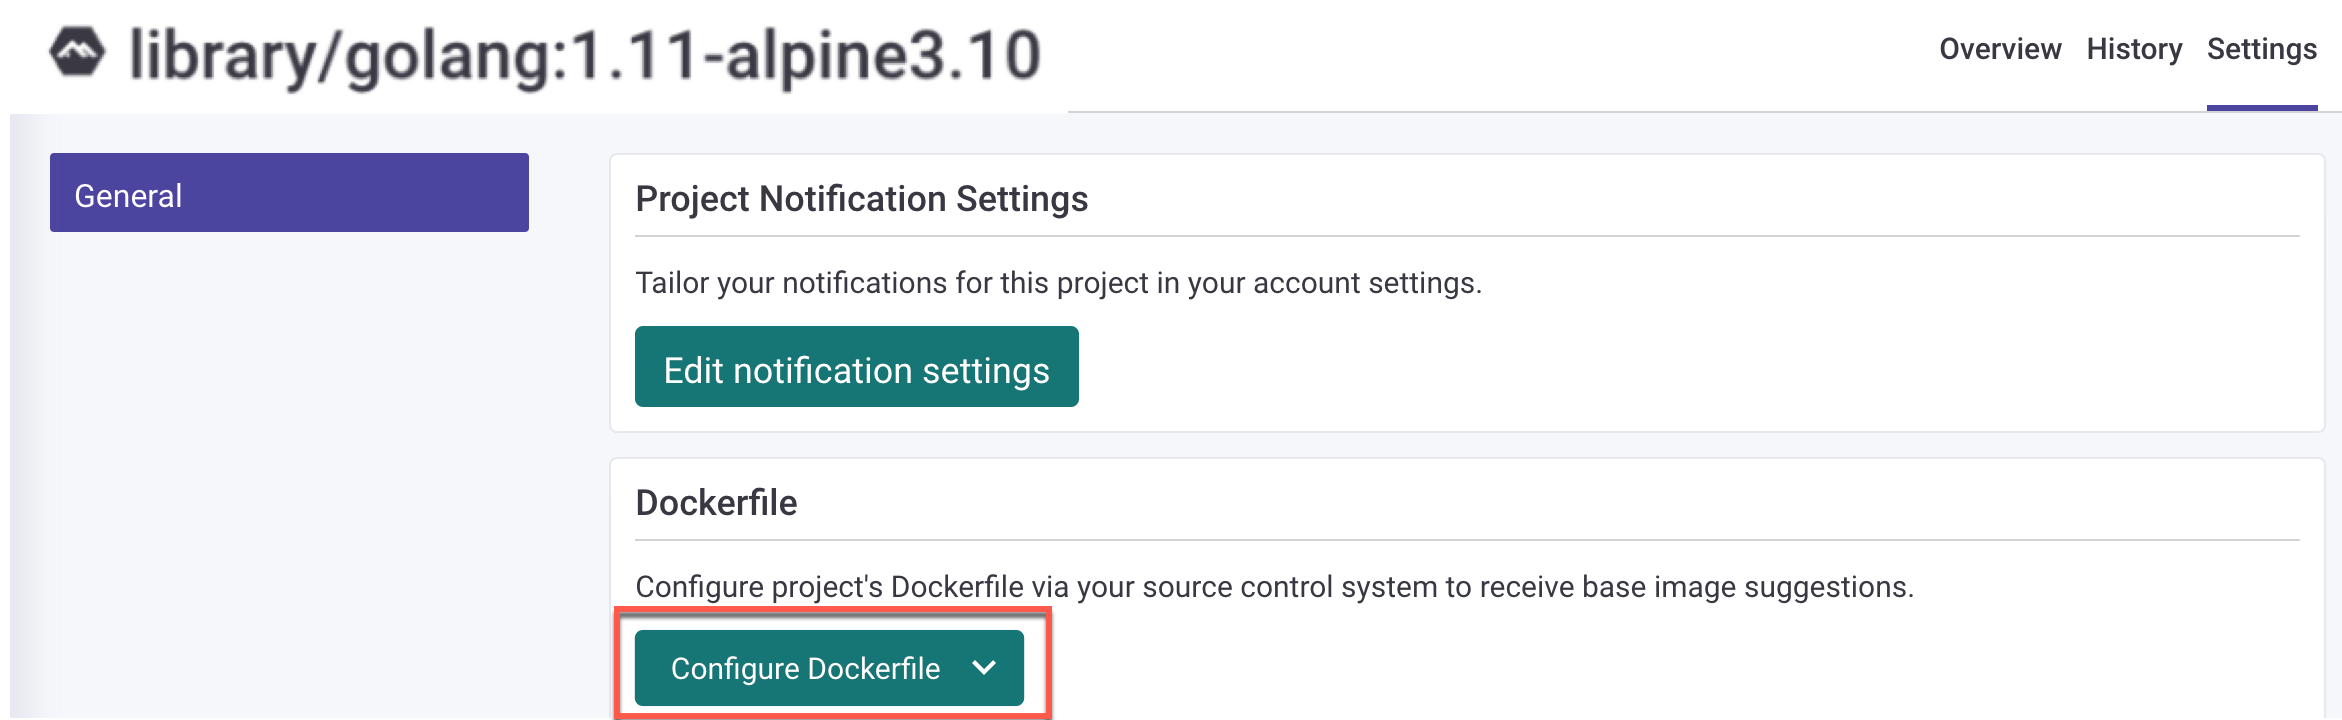 library/golang:1.11-alpine3.10
Overview History Settings
General
Project Notification Settings
Tailor your notifications for this project in your account settings.
Edit notification settings
Dockerfile
Configure project's Dockerfile via your source control system to receive base image suggestions.
Configure Dockerfile